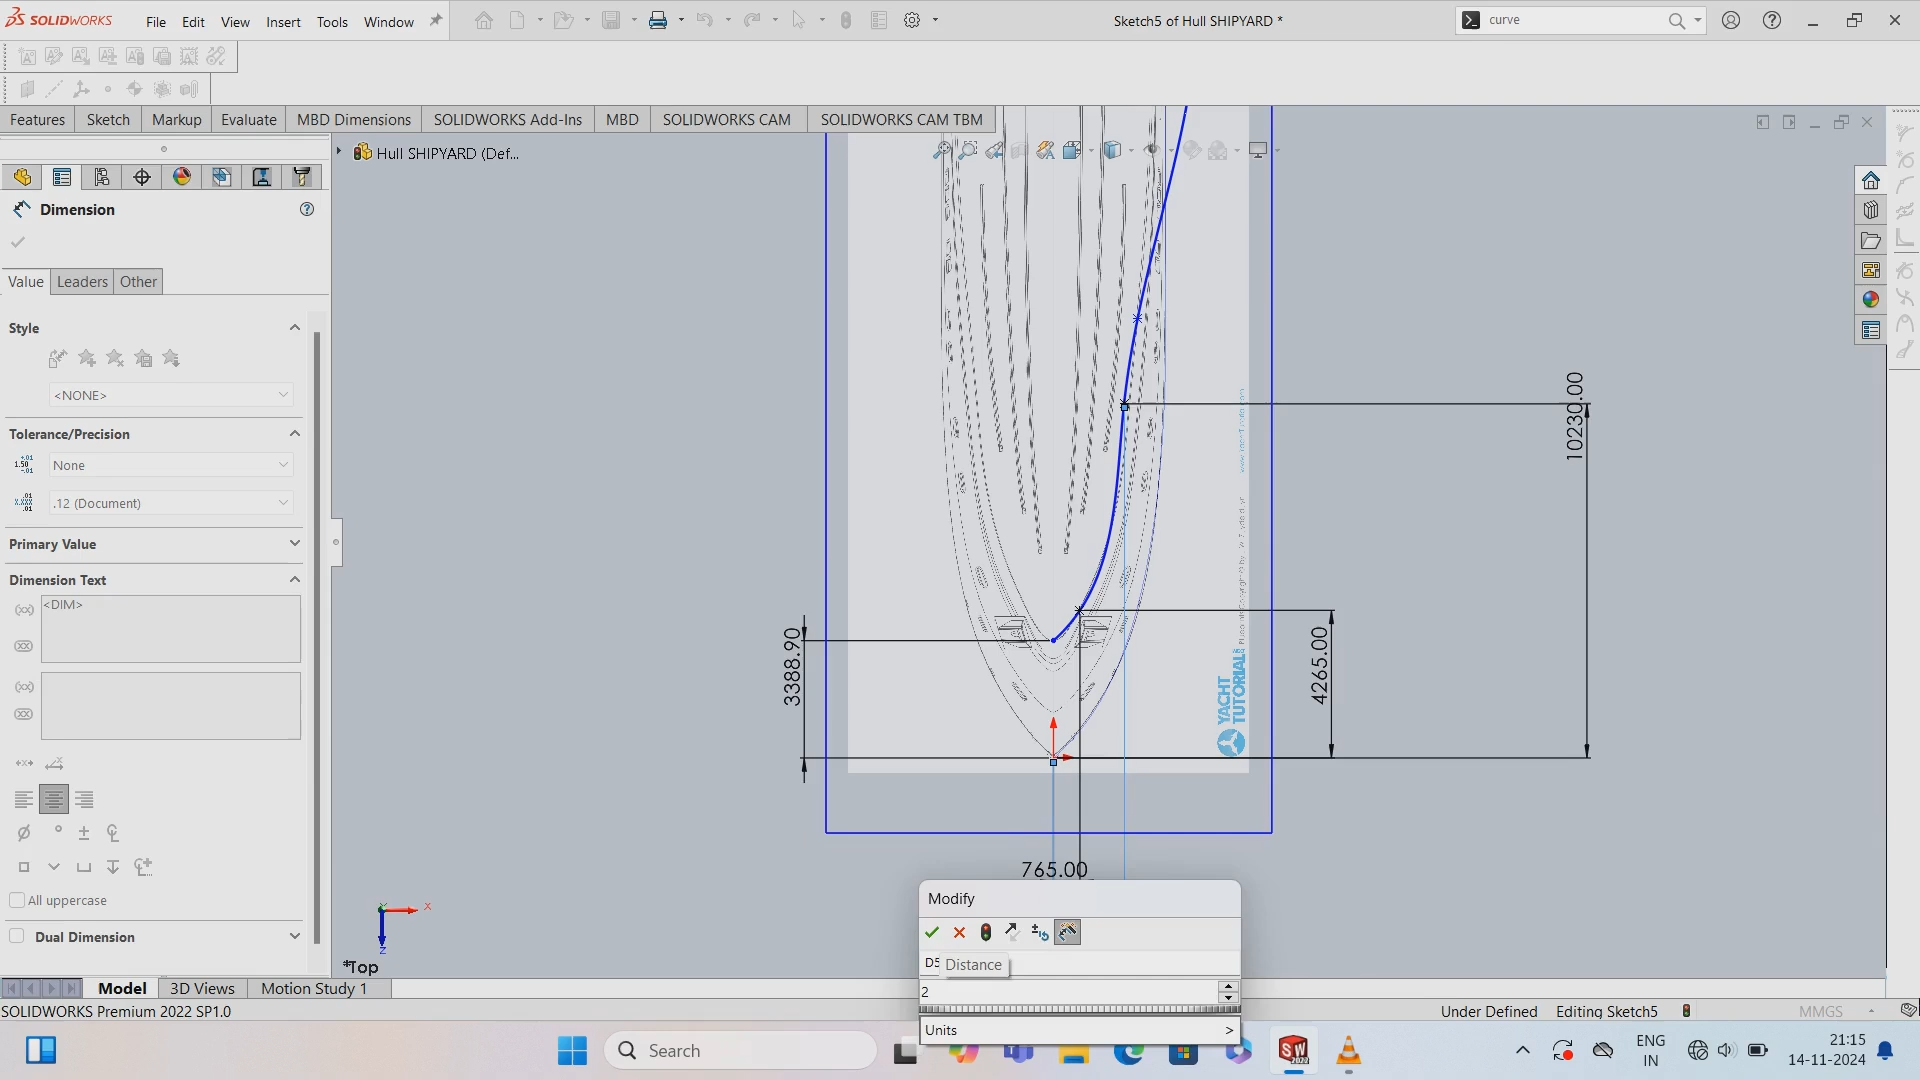 SOLIDWORKS
File Edit View Insert Tools Window
Sketch5 of Hull SHIPYARD *
curve
Features Sketch Markup Evaluate MBD Dimensions SOLIDWORKS Add-Ins MBD SOLIDWORKS CAM SOLIDWORKS CAM TBM
Hull SHIPYARD (Def...
Dimension
Value Leaders Other
Style
<NONE>
Tolerance/Precision
None
.12 (Document)
Primary Value
Dimension Text
<DIM>
All uppercase
Dual Dimension
10230.00
4265.00
3388.90
765.00
YACHT
TUTORIALS
X
Z
*Top
Modify
D5
Distance
2
Units >
Model 3D Views Motion Study 1
SOLIDWORKS Premium 2022 SP1.0
Under Defined Editing Sketch5 MMGS
Search
ENG
IN
21:15
14-11-2024